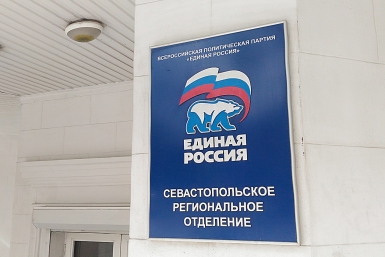 ВСЕРОССИЙСКАЯ ПОЛИТИЧЕСКАЯ ПАРТИЯ
«ЕДИНАЯ РОССИЯ»
ЕДИНАЯ
РОССИЯ
СЕВАСТОПОЛЬСКОЕ
РЕГИОНАЛЬНОЕ
ОТДЕЛЕНИЕ